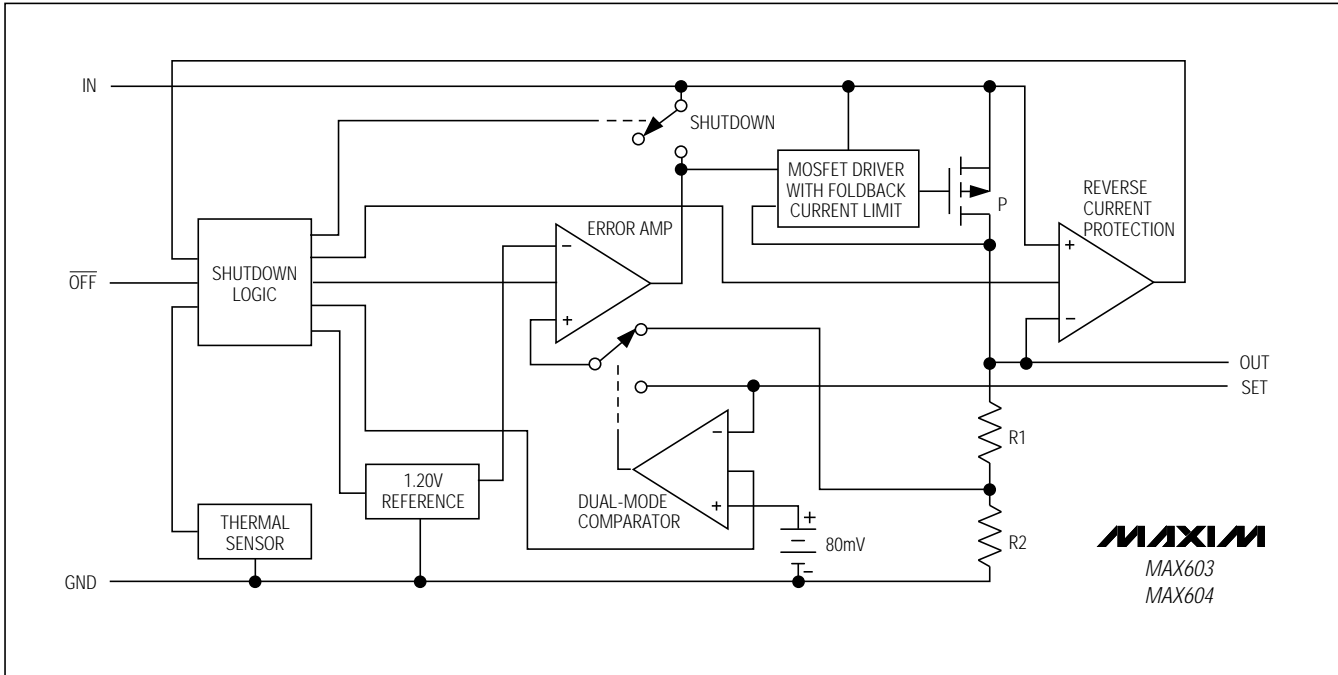 IN
SHUTDOWN
MOSFET DRIVER
WITH FOLDBACK
CURRENT LIMIT
P
REVERSE
CURRENT
PROTECTION
+
−
ERROR AMP
−
+
SHUTDOWN
LOGIC
OFF
OUT
SET
R1
−
+
DUAL-MODE
COMPARATOR
1.20V
REFERENCE
THERMAL
SENSOR
+
80mV
−
R2
GND
MAXIM
MAX603
MAX604